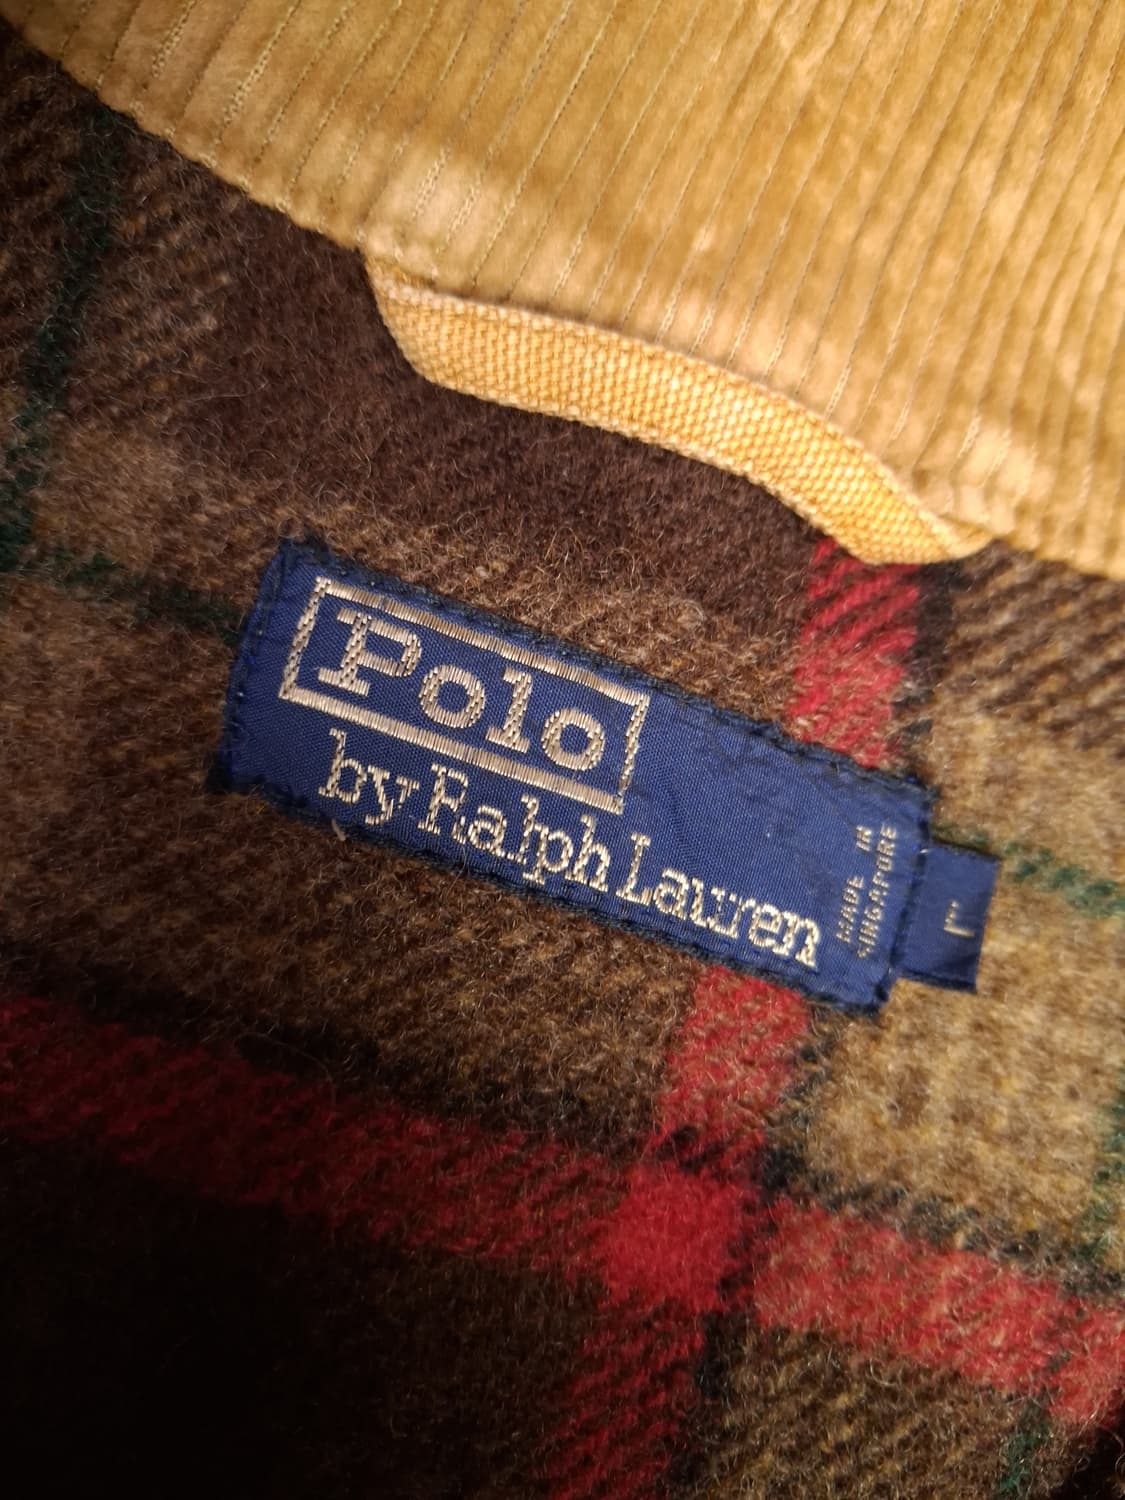 Polo
by Ralph Lauren
MADE IN
SINGAPORE
L